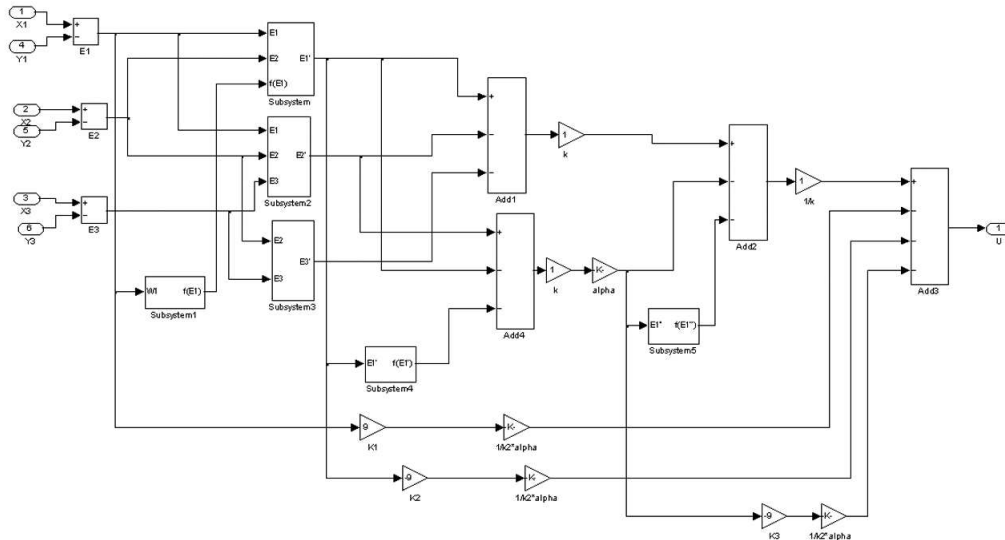 1
X1
4
Y1
+
−
E1
2
X2
5
Y2
+
−
E2
3
X3
6
Y3
+
−
E3
E1
E2
f(E1)
E1'
Subsystem
E1
E2
E3
E2'
Subsystem2
E2
E3
E3'
Subsystem3
f(E1)
Subsystem1
E1'
f(E1')
Subsystem4
+
−
−
Add1
1
k
+
−
−
Add4
1
k
K-
alpha
E1''
f(E1'')
Subsystem5
+
−
−
Add2
1
1/k
+
−
−
−
Add3
1
U
-9
K1
K-
1/k2*alpha
-9
K2
K-
1/k2*alpha
-9
K3
K-
1/k2*alpha